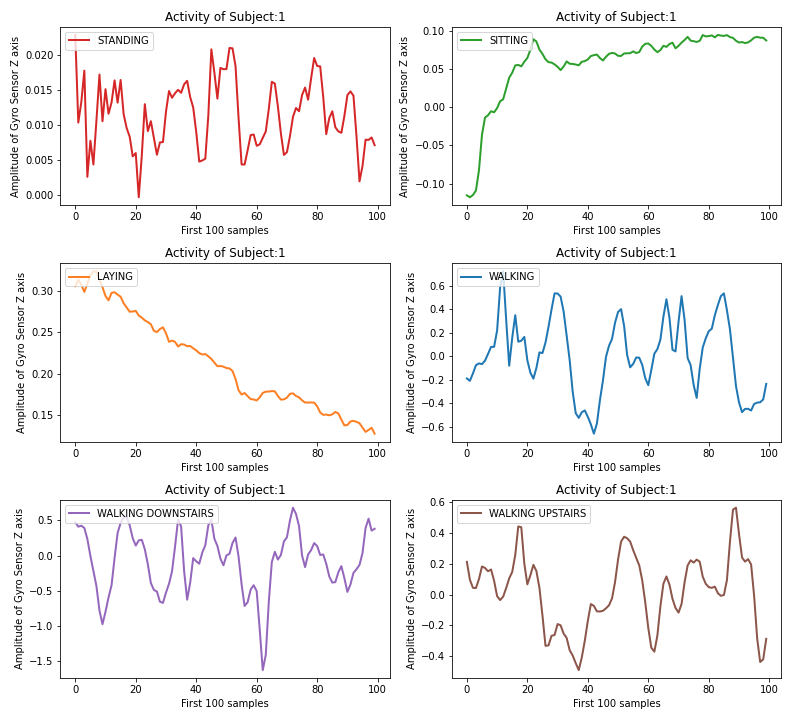 Activity of Subject:1
Amplitude of Gyro Sensor Z axis
STANDING
0.020
0.015
0.010
0.005
0.000
0 20 40 60 80 100
First 100 samples
Activity of Subject:1
Amplitude of Gyro Sensor Z axis
SITTING
0.10
0.05
0.00
−0.05
−0.10
0 20 40 60 80 100
First 100 samples
Activity of Subject:1
Amplitude of Gyro Sensor Z axis
LAYING
0.30
0.25
0.20
0.15
0 20 40 60 80 100
First 100 samples
Activity of Subject:1
Amplitude of Gyro Sensor Z axis
WALKING
0.6
0.4
0.2
0.0
−0.2
−0.4
−0.6
0 20 40 60 80 100
First 100 samples
Activity of Subject:1
Amplitude of Gyro Sensor Z axis
WALKING DOWNSTAIRS
0.5
0.0
−0.5
−1.0
−1.5
0 20 40 60 80 100
First 100 samples
Activity of Subject:1
Amplitude of Gyro Sensor Z axis
WALKING UPSTAIRS
0.6
0.4
0.2
0.0
−0.2
−0.4
0 20 40 60 80 100
First 100 samples